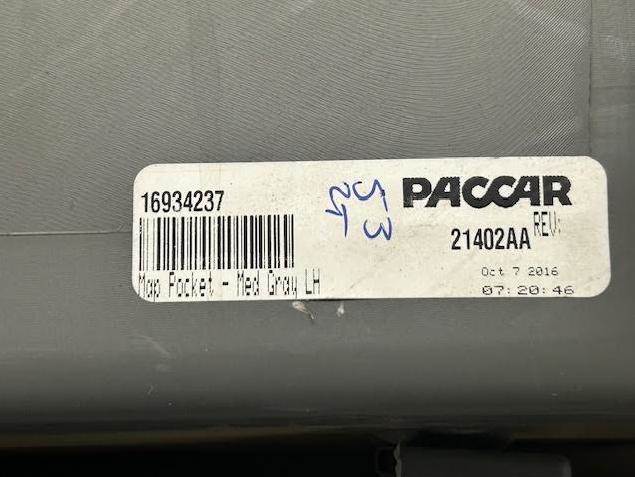 16934237
Map Pocket - Med Gray LH
PACCAR
21402AA REV:
Oct 7 2016
07:20:46